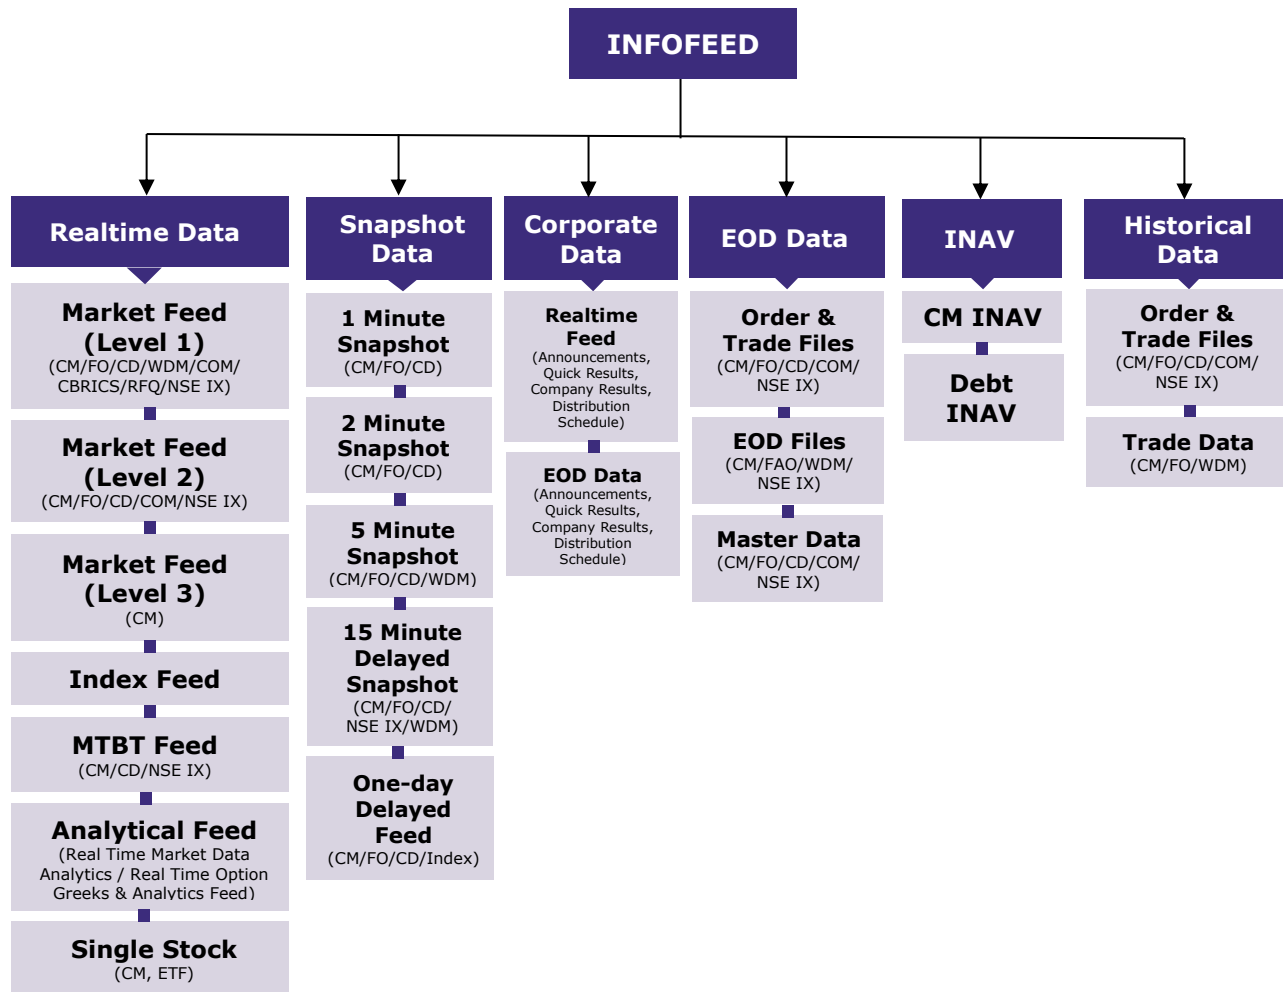 INFOFEED
Realtime Data
Market Feed
(Level 1)
(CM/FO/CD/WDM/COM/
CBRICS/RFQ/NSE IX)
Market Feed
(Level 2)
(CM/FO/CD/COM/NSE IX)
Market Feed
(Level 3)
(CM)
Index Feed
MTBT Feed
(CM/CD/NSE IX)
Analytical Feed
(Real Time Market Data
Analytics / Real Time Option
Greeks & Analytics Feed)
Single Stock
(CM, ETF)
Snapshot
Data
1 Minute
Snapshot
(CM/FO/CD)
2 Minute
Snapshot
(CM/FO/CD)
5 Minute
Snapshot
(CM/FO/CD/WDM)
15 Minute
Delayed
Snapshot
(CM/FO/CD/
NSE IX/WDM)
One-day
Delayed
Feed
(CM/FO/CD/Index)
Corporate
Data
Realtime
Feed
(Announcements,
Quick Results,
Company Results,
Distribution
Schedule)
EOD Data
(Announcements,
Quick Results,
Company Results,
Distribution
Schedule)
EOD Data
Order &
Trade Files
(CM/FO/CD/COM/
NSE IX)
EOD Files
(CM/FAO/WDM/
NSE IX)
Master Data
(CM/FO/CD/COM/
NSE IX)
INAV
CM INAV
Debt
INAV
Historical
Data
Order &
Trade Files
(CM/FO/CD/COM/
NSE IX)
Trade Data
(CM/FO/WDM)